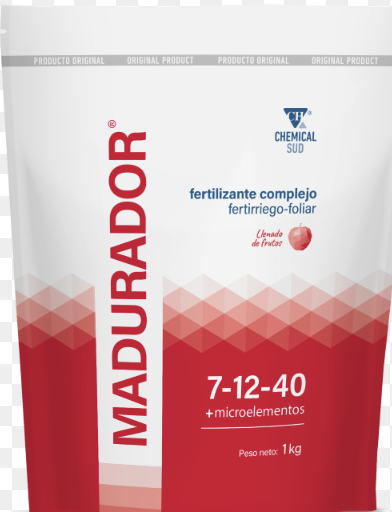 PRODUCTO ORIGINAL ORIGINAL PRODUCT PRODUCTO ORIGINAL ORIGINAL PRODUCT
CH®
CHEMICAL
SUD
fertilizante complejo
fertirriego-foliar
Llenado
de frutos
MADURADOR®
7-12-40
+microelementos
Peso neto: 1kg